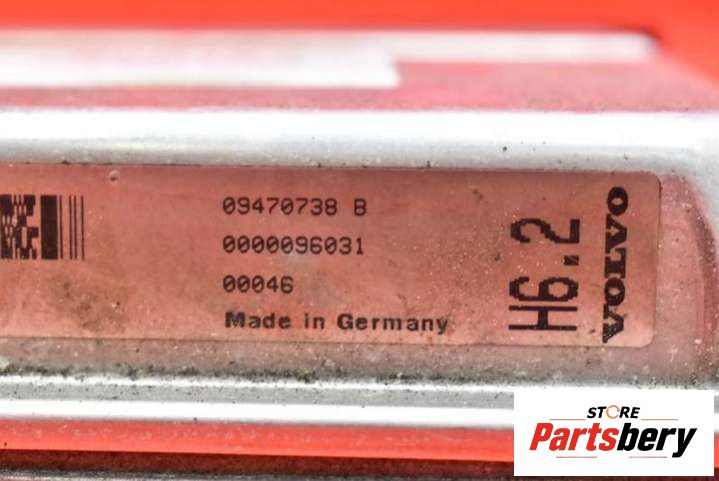 09470738 B
0000096031
00046
Made in Germany
H6.2
VOLVO
STORE
Partsbery